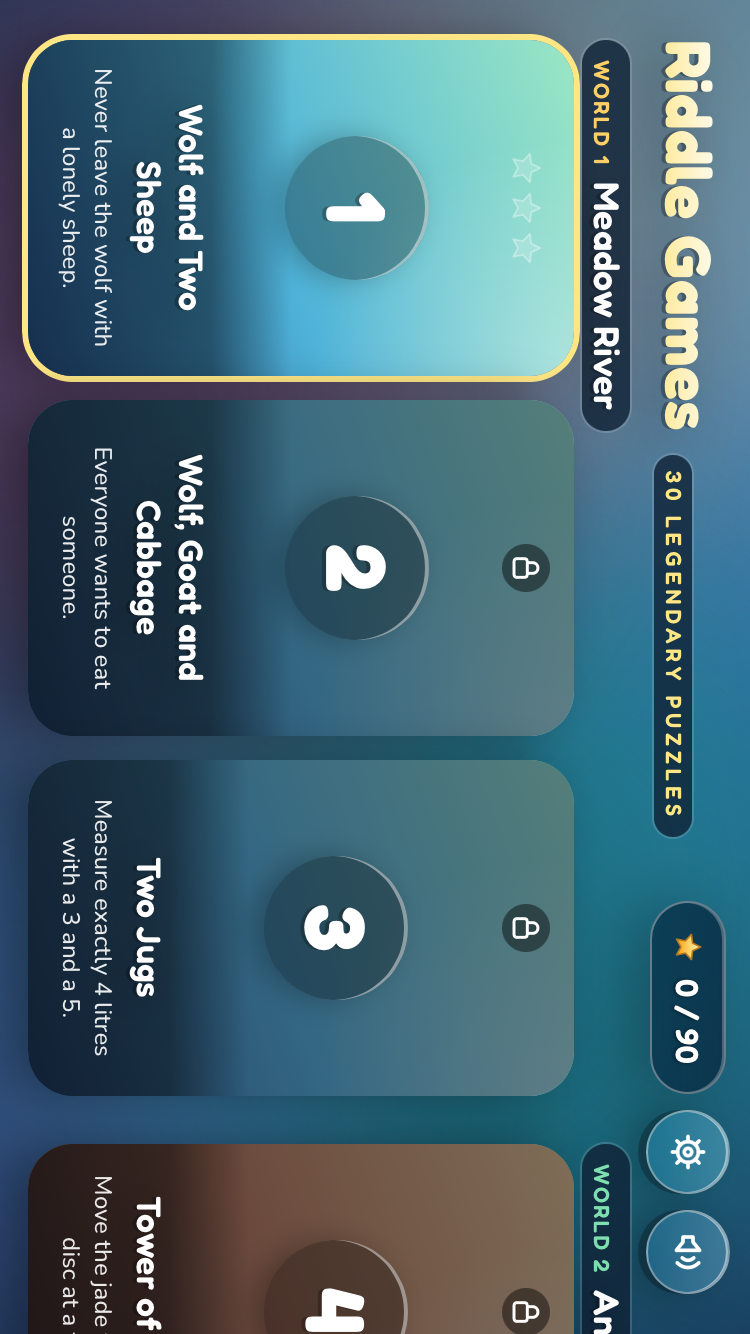 Riddle Games
30 LEGENDARY PUZZLES
0 / 90
WORLD 1 Meadow River
1
Wolf and Two
Sheep
Never leave the wolf with
a lonely sheep.
2
Wolf, Goat and
Cabbage
Everyone wants to eat
someone.
3
Two Jugs
Measure exactly 4 litres
with a 3 and a 5.
WORLD 2
4
Tower of
Move the jade
disc at a